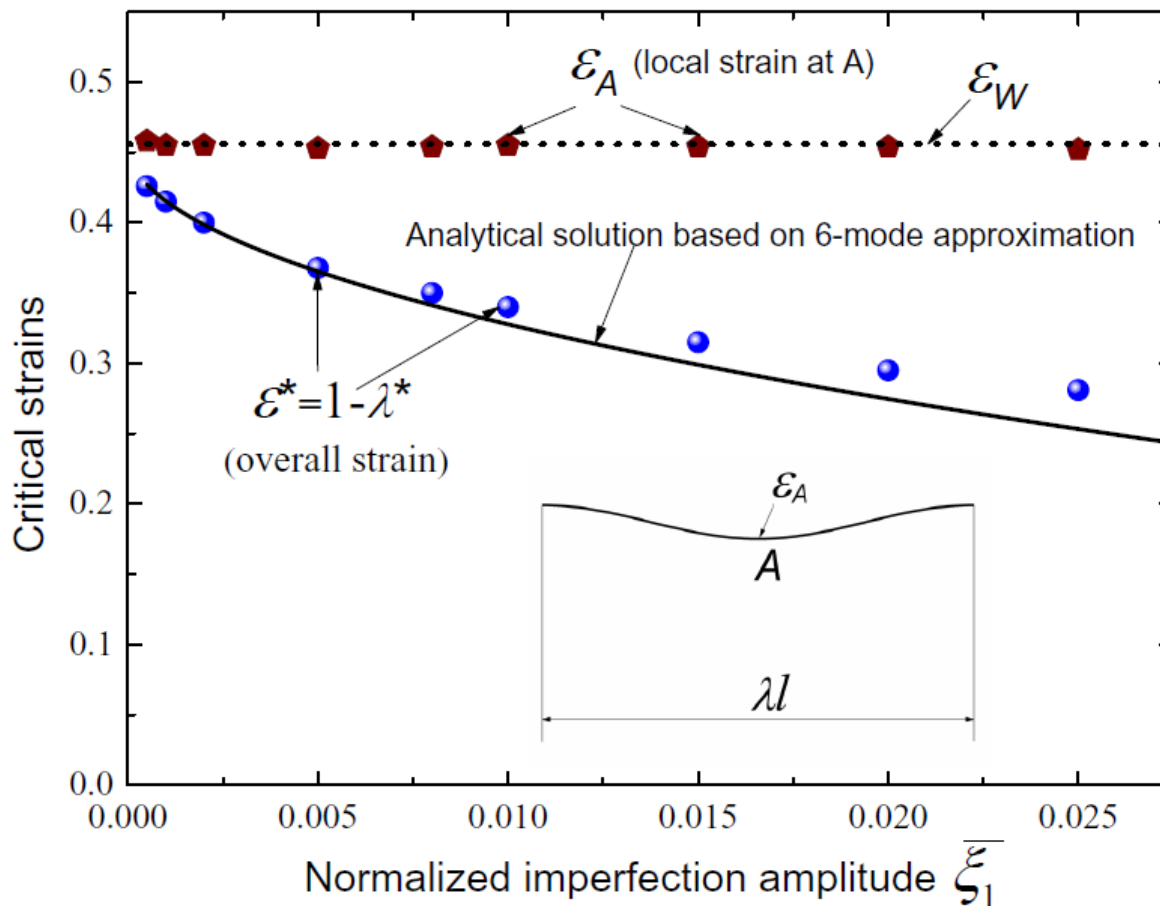 ε_A (local strain at A)
ε_W
Analytical solution based on 6-mode approximation
ε*=1-λ*
(overall strain)
ε_A
A
λl
Critical strains
0.5
0.4
0.3
0.2
0.1
0.0
0.000
0.005
0.010
0.015
0.020
0.025
Normalized imperfection amplitude ξ̅₁